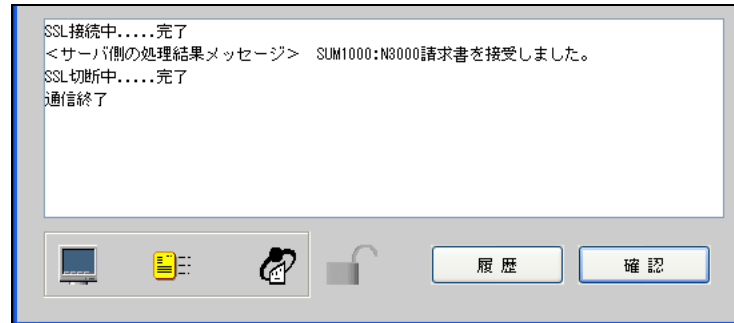 SSL接続中.....完了
＜サーバ側の処理結果メッセージ＞　SUM1000:N3000請求書を接受しました。
SSL切断中.....完了
通信終了
履 歴
確 認